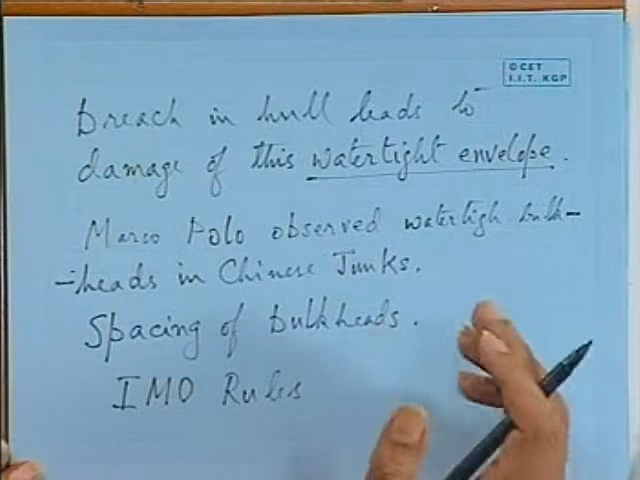 OCET
I.I.T. KGP
Breach in hull leads to
damage of this watertight envelope.
Marco Polo observed watertigh bulk-
-heads in Chinese Junks.
Spacing of bulkheads.
IMO Rules